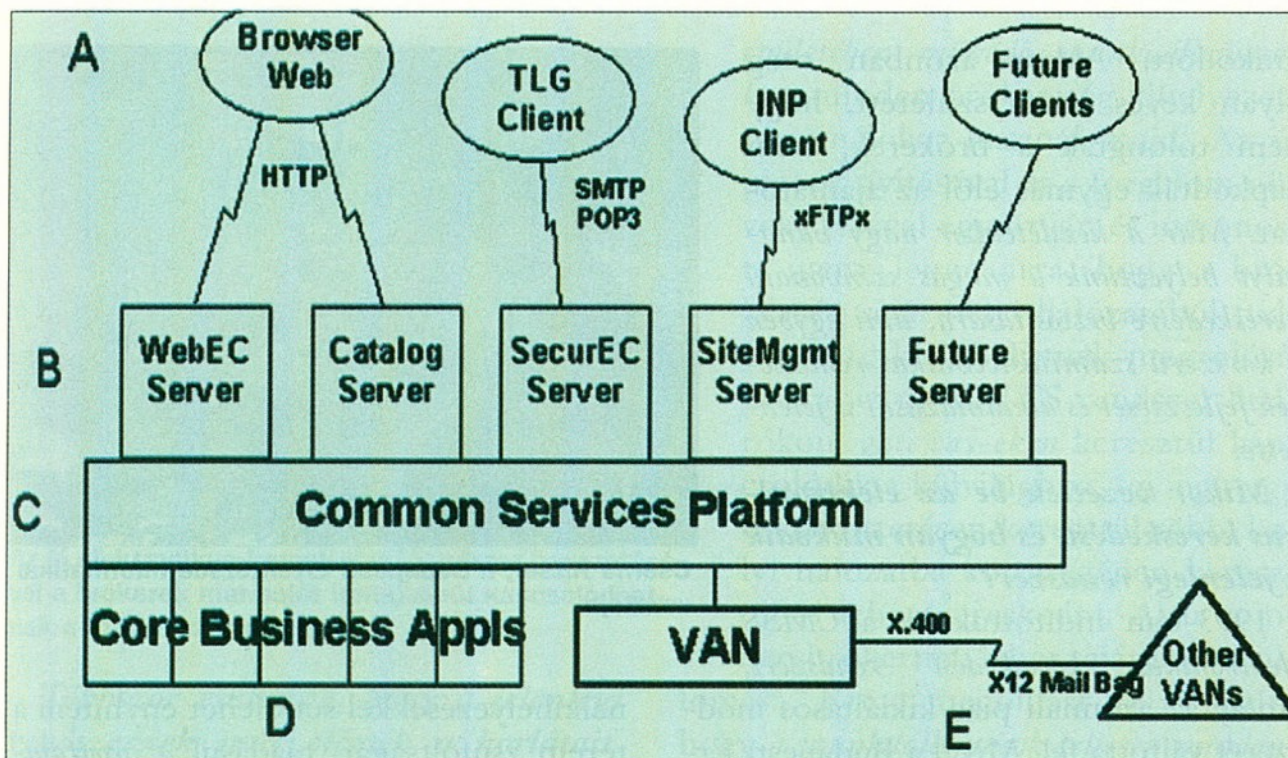 A
Browser
Web
TLG
Client
INP
Client
Future
Clients
HTTP
SMTP
POP3
xFTPx
B
WebEC
Server
Catalog
Server
SecurEC
Server
SiteMgmt
Server
Future
Server
C
Common Services Platform
Core Business Appls
VAN
X.400
X12 Mail Bag
Other
VANs
D
E